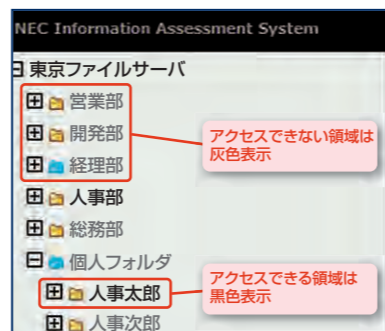 NEC Information Assessment System
東京ファイルサーバ
営業部
開発部
アクセスできない領域は
灰色表示
経理部
人事部
総務部
個人フォルダ
アクセスできる領域は
黒色表示
人事太郎
人事次郎